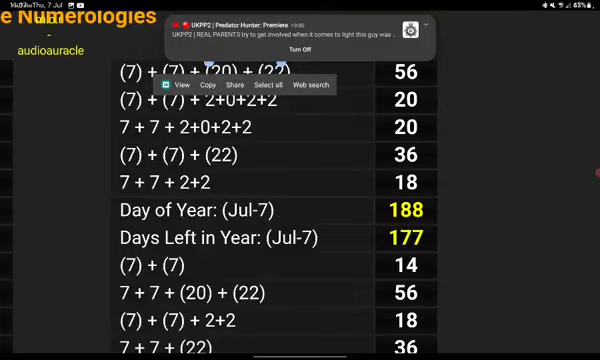 Thu, 7 Jul
63%
e Numerologies
-
audioauracle
UKPP2 | Predator Hunter: Premiere 19:00
UKPP2 | REAL PARENTS try to get involved when it comes to light this guy was ..
Turn Off
(7) + (7) + (20) + (22) 56
View Copy Share Select all Web search
(7) + (7) + 2+0+2+2 20
7 + 7 + 2+0+2+2 20
(7) + (7) + (22) 36
7 + 7 + 2+2 18
Day of Year: (Jul-7) 188
Days Left in Year: (Jul-7) 177
(7) + (7) 14
7 + 7 + (20) + (22) 56
(7) + (7) + 2+2 18
7 + 7 + (22) 36